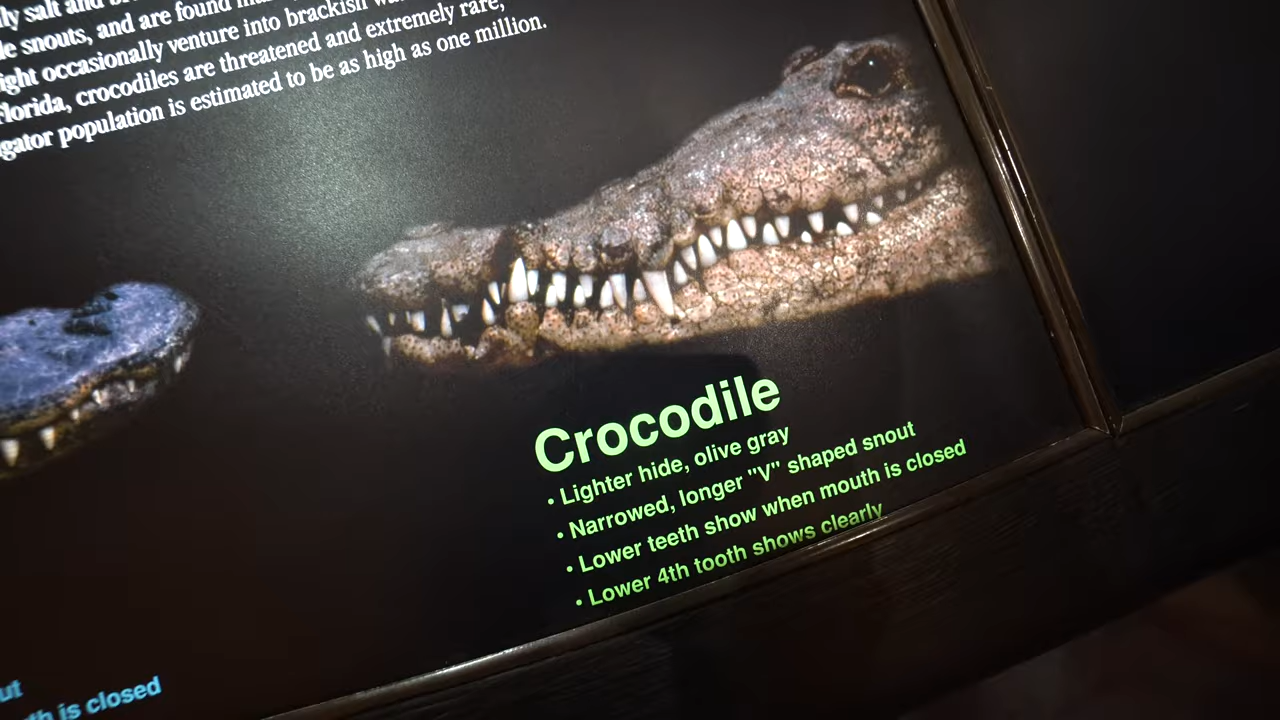 salt and
snouts, and are found
occasionally venture into brackish
Florida, crocodiles are threatened and extremely rare,
population is estimated to be as high as one million.
Crocodile
• Lighter hide, olive gray
• Narrowed, longer "V" shaped snout
• Lower teeth show when mouth is closed
• Lower 4th tooth shows clearly
is closed